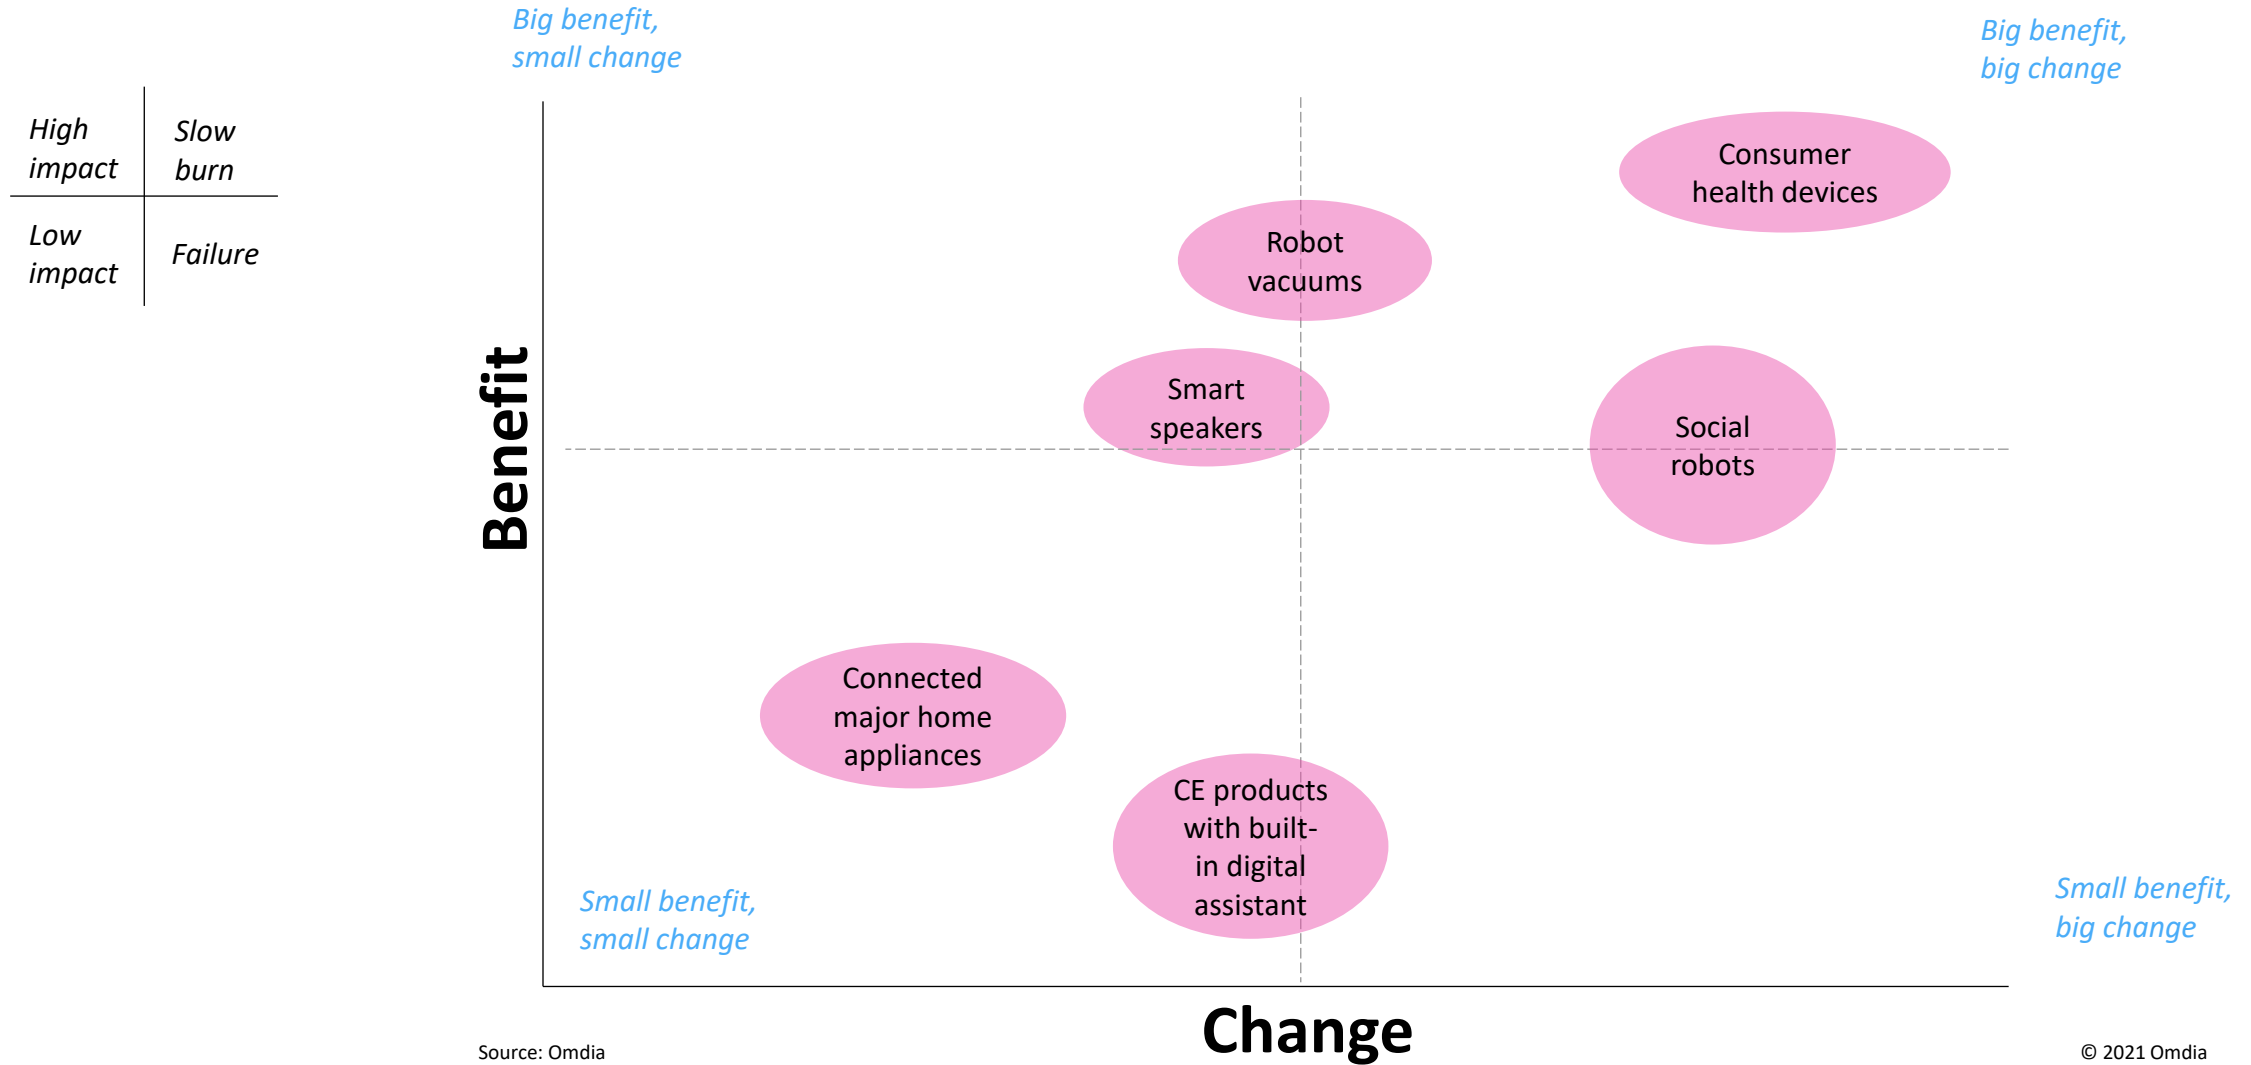 Big benefit,
small change
Big benefit,
big change
High
impact
Slow
burn
Low
impact
Failure
Benefit
Consumer
health devices
Robot
vacuums
Smart
speakers
Social
robots
Connected
major home
appliances
CE products
with built-
in digital
assistant
Small benefit,
small change
Small benefit,
big change
Change
Source: Omdia
© 2021 Omdia